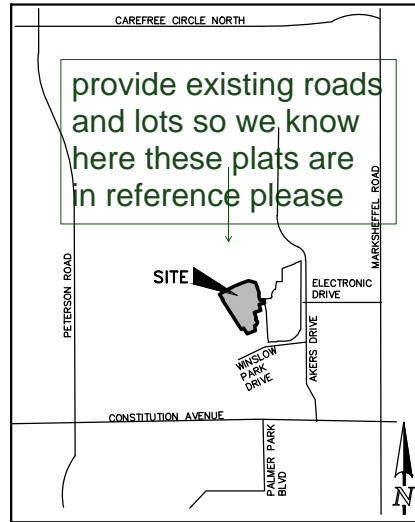 CAREFREE CIRCLE NORTH
provide existing roads
and lots so we know
here these plats are
in reference please
MARKSHEFFEL ROAD
PETERSON ROAD
SITE
ELECTRONIC
DRIVE
WINSLOW
PARK
DRIVE
AKERS DRIVE
CONSTITUTION AVENUE
PALMER PARK
BLVD
N